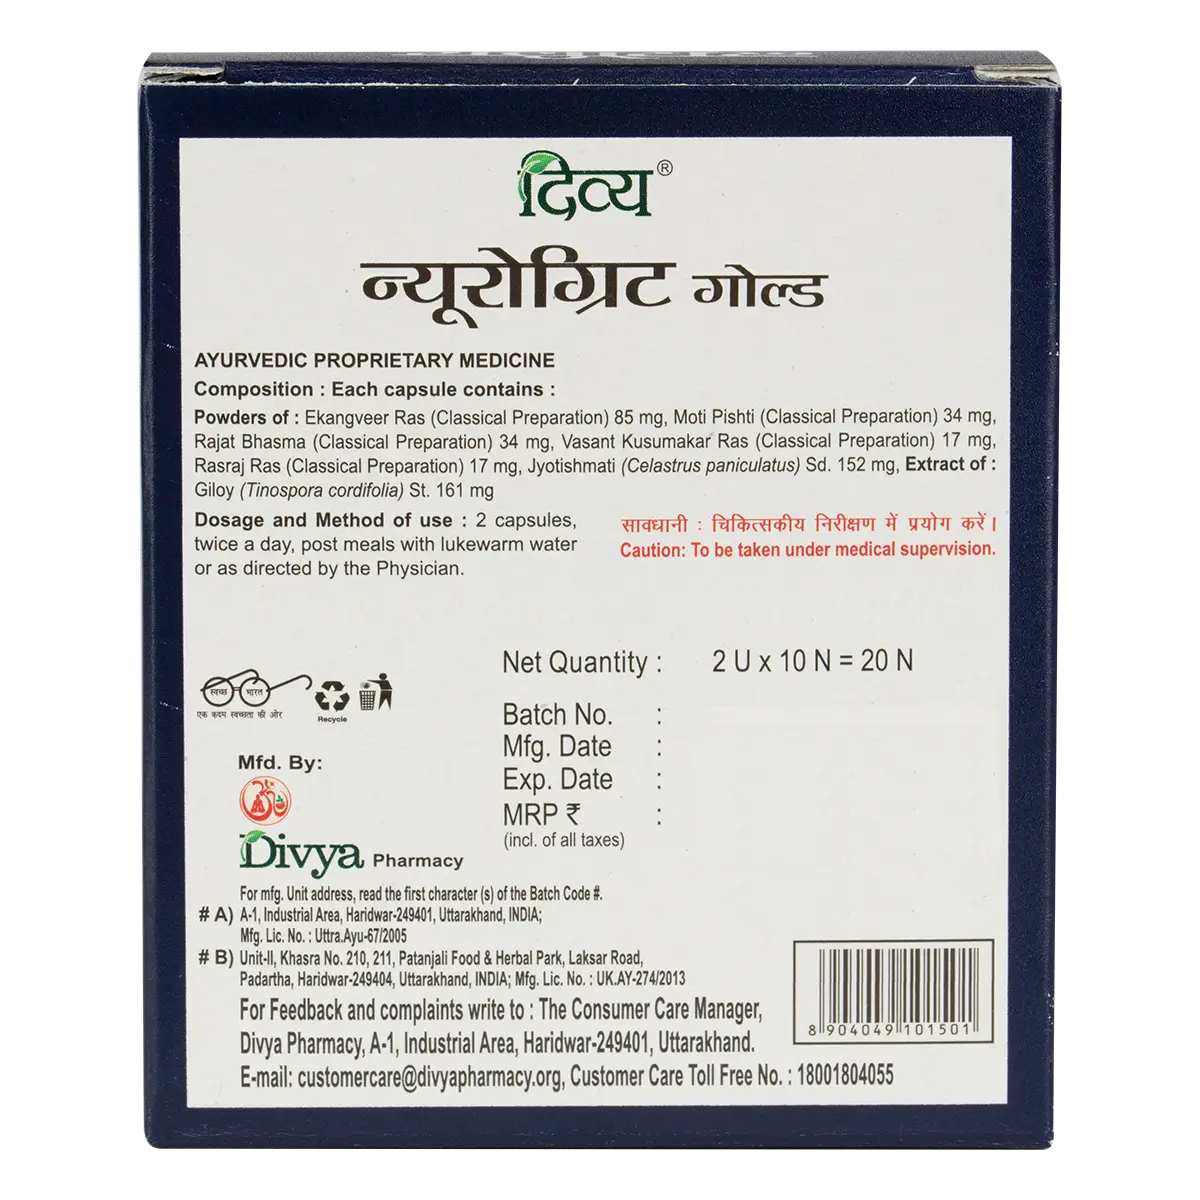 दिव्य®
न्यूरोग्रिट गोल्ड
AYURVEDIC PROPRIETARY MEDICINE
Composition : Each capsule contains :
Powders of : Ekangveer Ras (Classical Preparation) 85 mg, Moti Pishti (Classical Preparation) 34 mg,
Rajat Bhasma (Classical Preparation) 34 mg, Vasant Kusumakar Ras (Classical Preparation) 17 mg,
Rasraj Ras (Classical Preparation) 17 mg, Jyotishmati (Celastrus paniculatus) Sd. 152 mg, Extract of :
Giloy (Tinospora cordifolia) St. 161 mg
Dosage and Method of use : 2 capsules,
twice a day, post meals with lukewarm water
or as directed by the Physician.
सावधानी : चिकित्सकीय निरीक्षण में प्रयोग करें।
Caution: To be taken under medical supervision.
Net Quantity : 2 U x 10 N = 20 N
Batch No. :
Mfg. Date :
Exp. Date :
MRP ₹ :
(incl. of all taxes)
स्वच्छ भारत
एक कदम स्वच्छता की ओर
Recycle
Mfd. By:
Divya Pharmacy
For mfg. Unit address, read the first character (s) of the Batch Code #.
# A) A-1, Industrial Area, Haridwar-249401, Uttarakhand, INDIA;
Mfg. Lic. No. : Uttra.Ayu-67/2005
# B) Unit-II, Khasra No. 210, 211, Patanjali Food & Herbal Park, Laksar Road,
Padartha, Haridwar-249404, Uttarakhand, INDIA; Mfg. Lic. No. : UK.AY-274/2013
For Feedback and complaints write to : The Consumer Care Manager,
Divya Pharmacy, A-1, Industrial Area, Haridwar-249401, Uttarakhand.
E-mail: customercare@divyapharmacy.org, Customer Care Toll Free No. : 18001804055
8 904049 101501